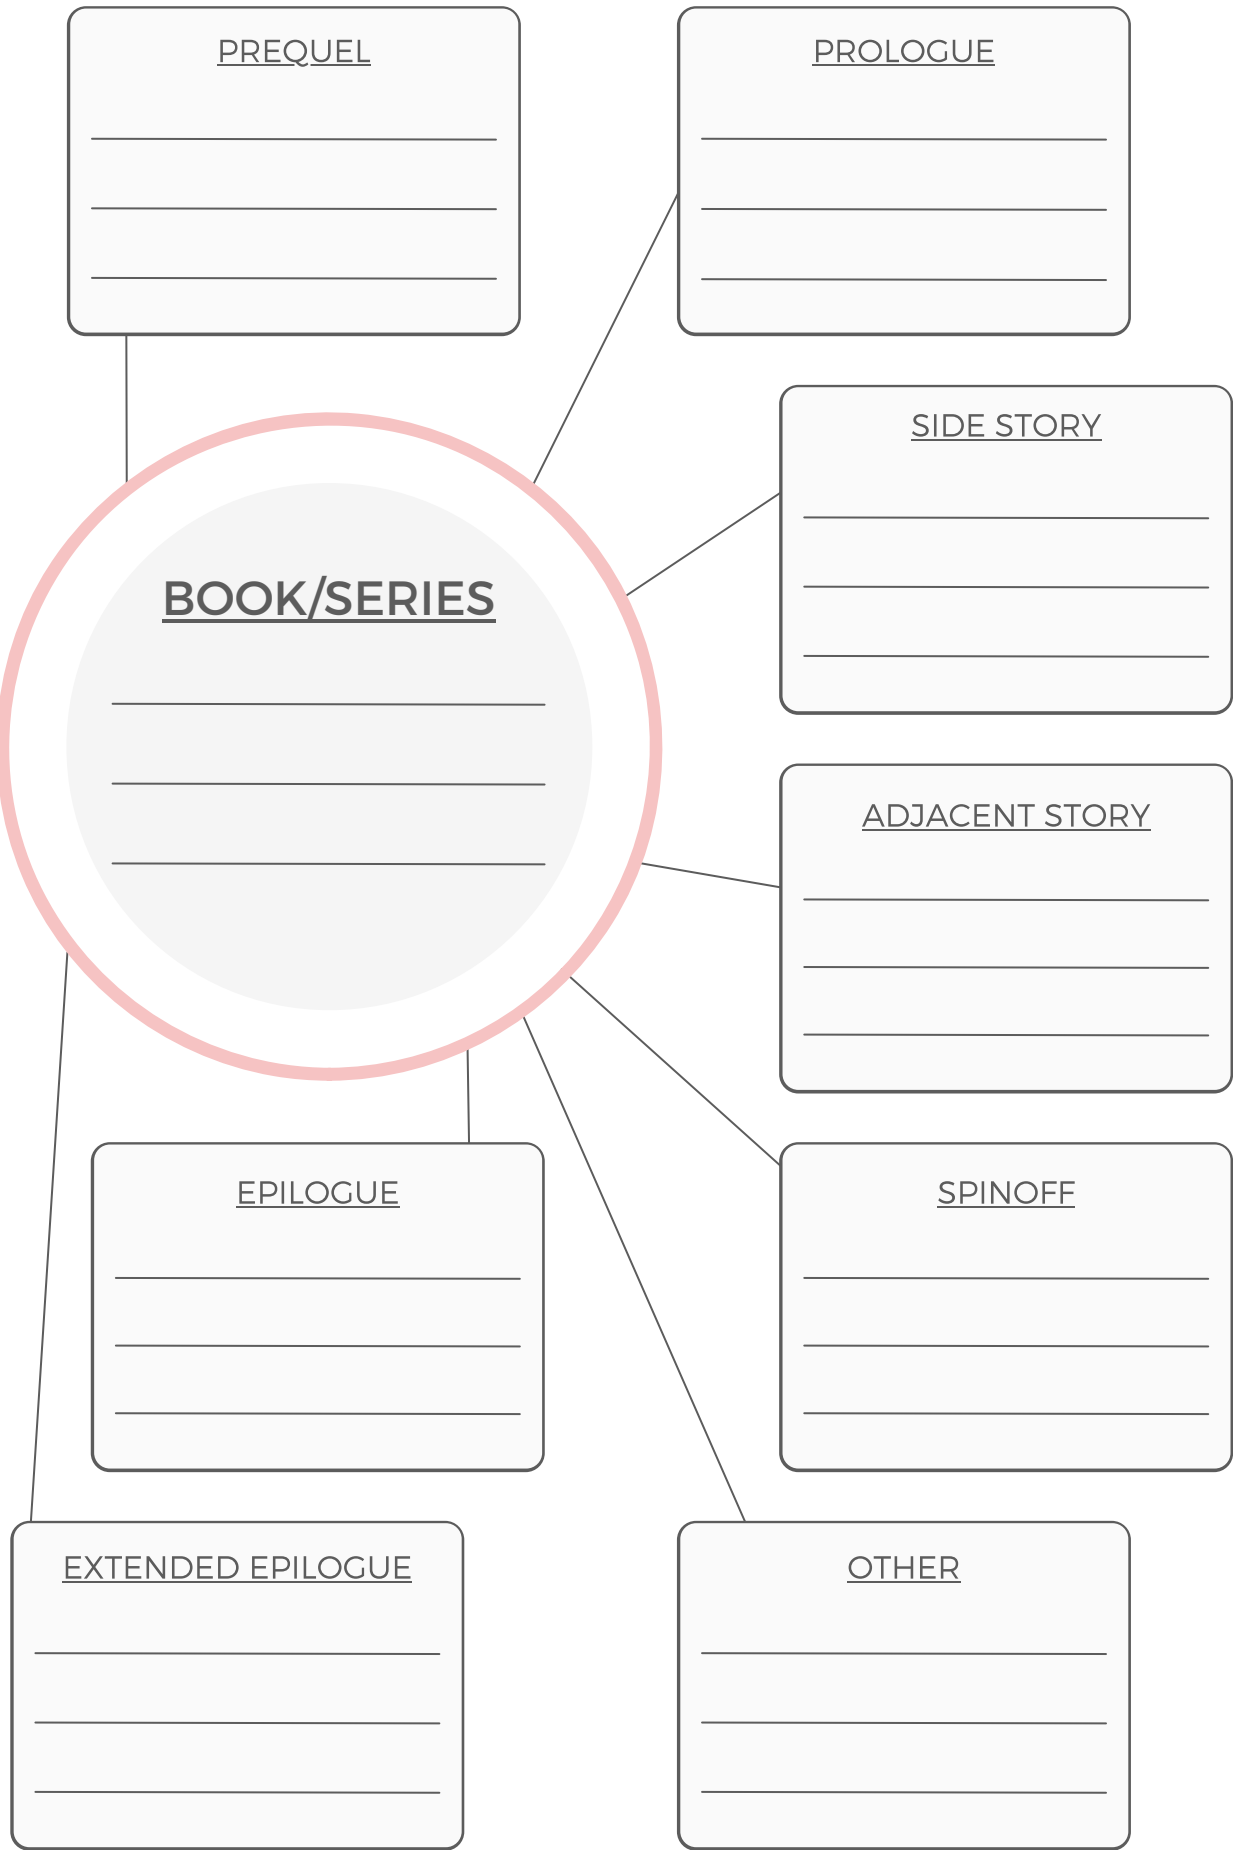 PREQUEL
PROLOGUE
SIDE STORY
BOOK/SERIES
ADJACENT STORY
EPILOGUE
SPINOFF
EXTENDED EPILOGUE
OTHER